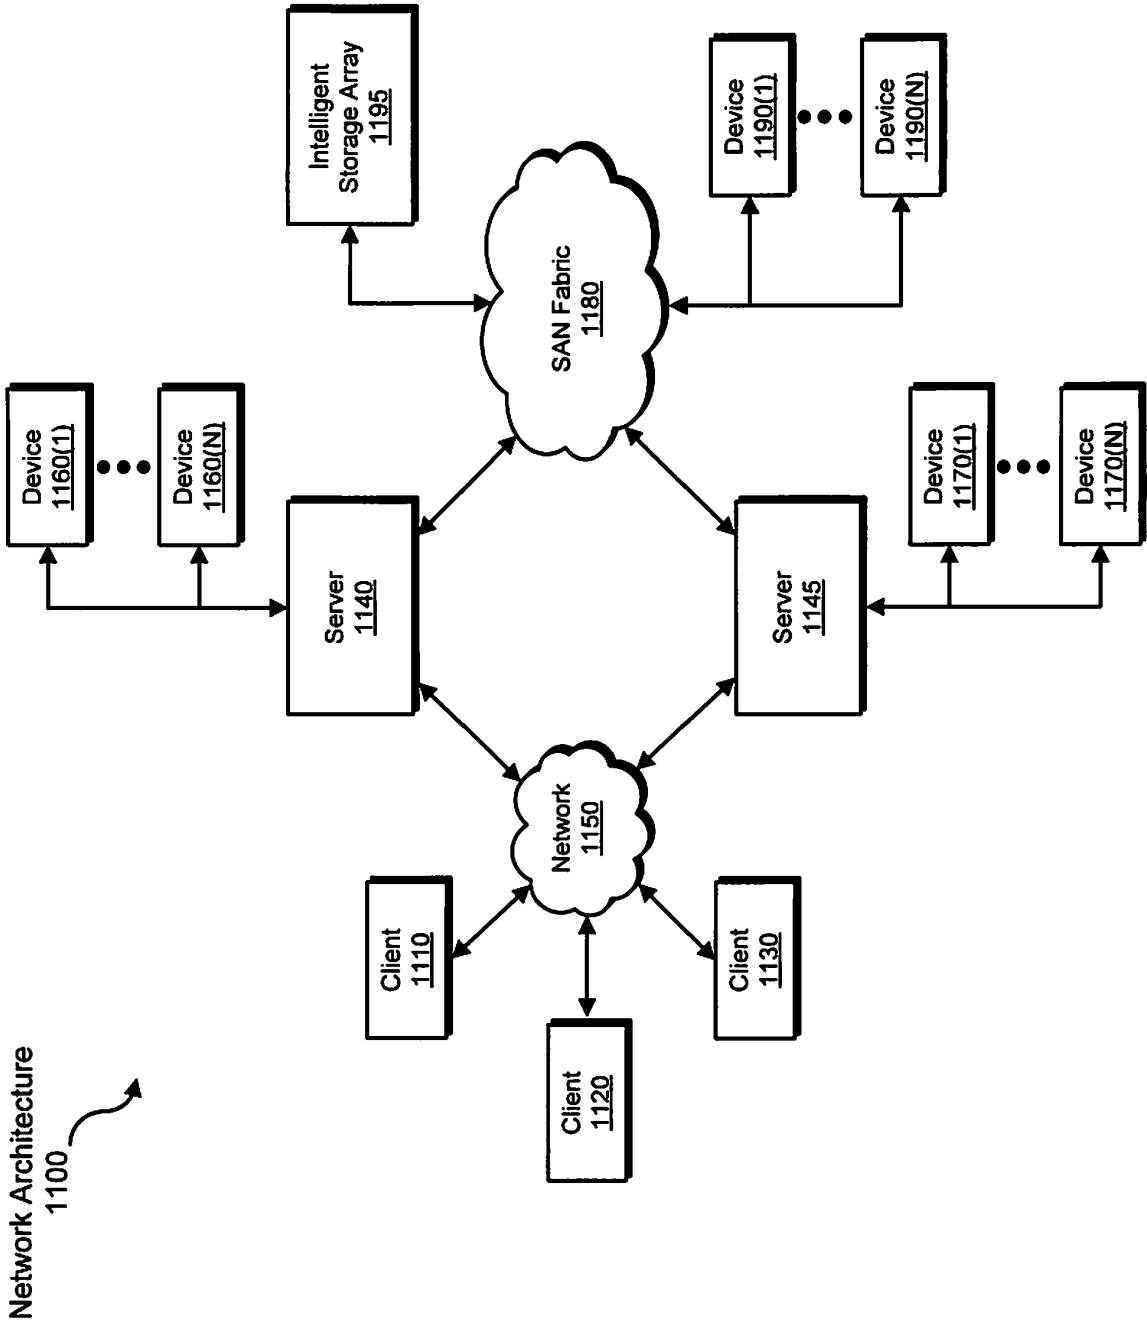 Network Architecture
1100
Device
1160(1)
Device
1160(N)
Intelligent
Storage Array
1195
Server
1140
Client
1110
Client
1120
Client
1130
Network
1150
SAN Fabric
1180
Device
1190(1)
Device
1190(N)
Server
1145
Device
1170(1)
Device
1170(N)